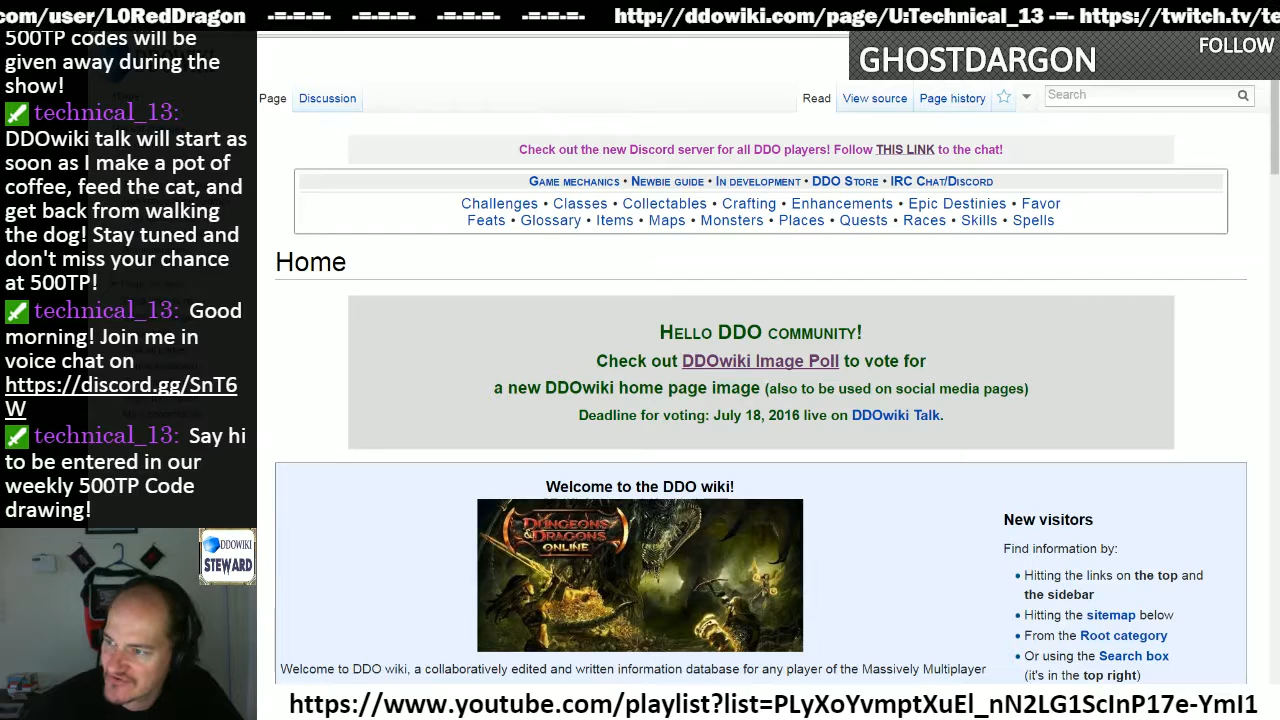 com/user/L0RedDragon -=-=-=- -=-=-=- -=-=-=- http://ddowiki.com/page/U:Technical_13 -=- https://twitch.tv/te
500TP codes will be
given away during the
show!
technical_13:
DDOwiki talk will start as
soon as I make a pot of
coffee, feed the cat, and
get back from walking
the dog! Stay tuned and
don't miss your chance
at 500TP!
technical_13: Good
morning! Join me in
voice chat on
https://discord.gg/SnT6
W
technical_13: Say hi
to be entered in our
weekly 500TP Code
drawing!
DDOWIKI
STEWARD
GHOSTDARGON
FOLLOW
Page Discussion Read View source Page history Search
Check out the new Discord server for all DDO players! Follow THIS LINK to the chat!
Game mechanics • Newbie guide • In development • DDO Store • IRC Chat/Discord
Challenges • Classes • Collectables • Crafting • Enhancements • Epic Destinies • Favor
Feats • Glossary • Items • Maps • Monsters • Places • Quests • Races • Skills • Spells
Home
Hello DDO community!
Check out DDOwiki Image Poll to vote for
a new DDOwiki home page image (also to be used on social media pages)
Deadline for voting: July 18, 2016 live on DDOwiki Talk.
Welcome to the DDO wiki!
DUNGEONS
& DRAGONS
ONLINE
Welcome to DDO wiki, a collaboratively edited and written information database for any player of the Massively Multiplayer
New visitors
Find information by:
• Hitting the links on the top and
the sidebar
• Hitting the sitemap below
• From the Root category
• Or using the Search box
(it's in the top right)
https://www.youtube.com/playlist?list=PLyXoYvmptXuEl_nN2LG1ScInP17e-YmI1